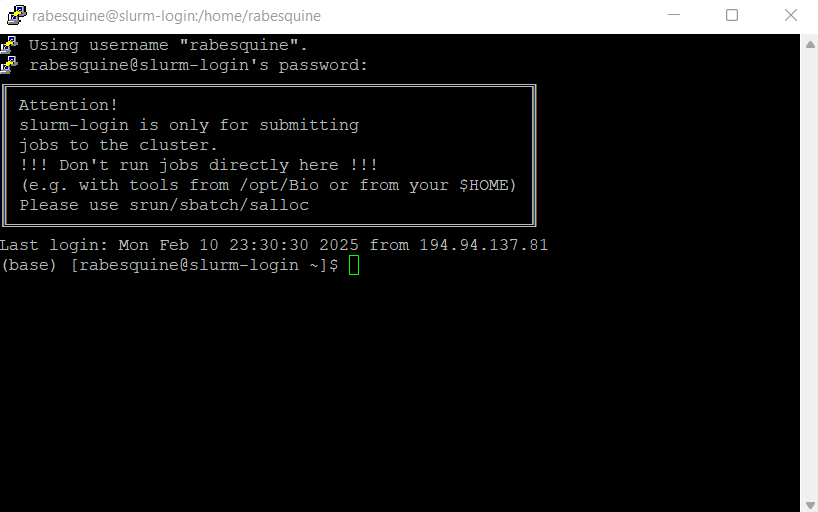 rabesquine@slurm-login:/home/rabesquine
Using username "rabesquine".
rabesquine@slurm-login's password:
Attention!
slurm-login is only for submitting
jobs to the cluster.
!!! Don't run jobs directly here !!!
(e.g. with tools from /opt/Bio or from your $HOME)
Please use srun/sbatch/salloc
Last login: Mon Feb 10 23:30:30 2025 from 194.94.137.81
(base) [rabesquine@slurm-login ~]$